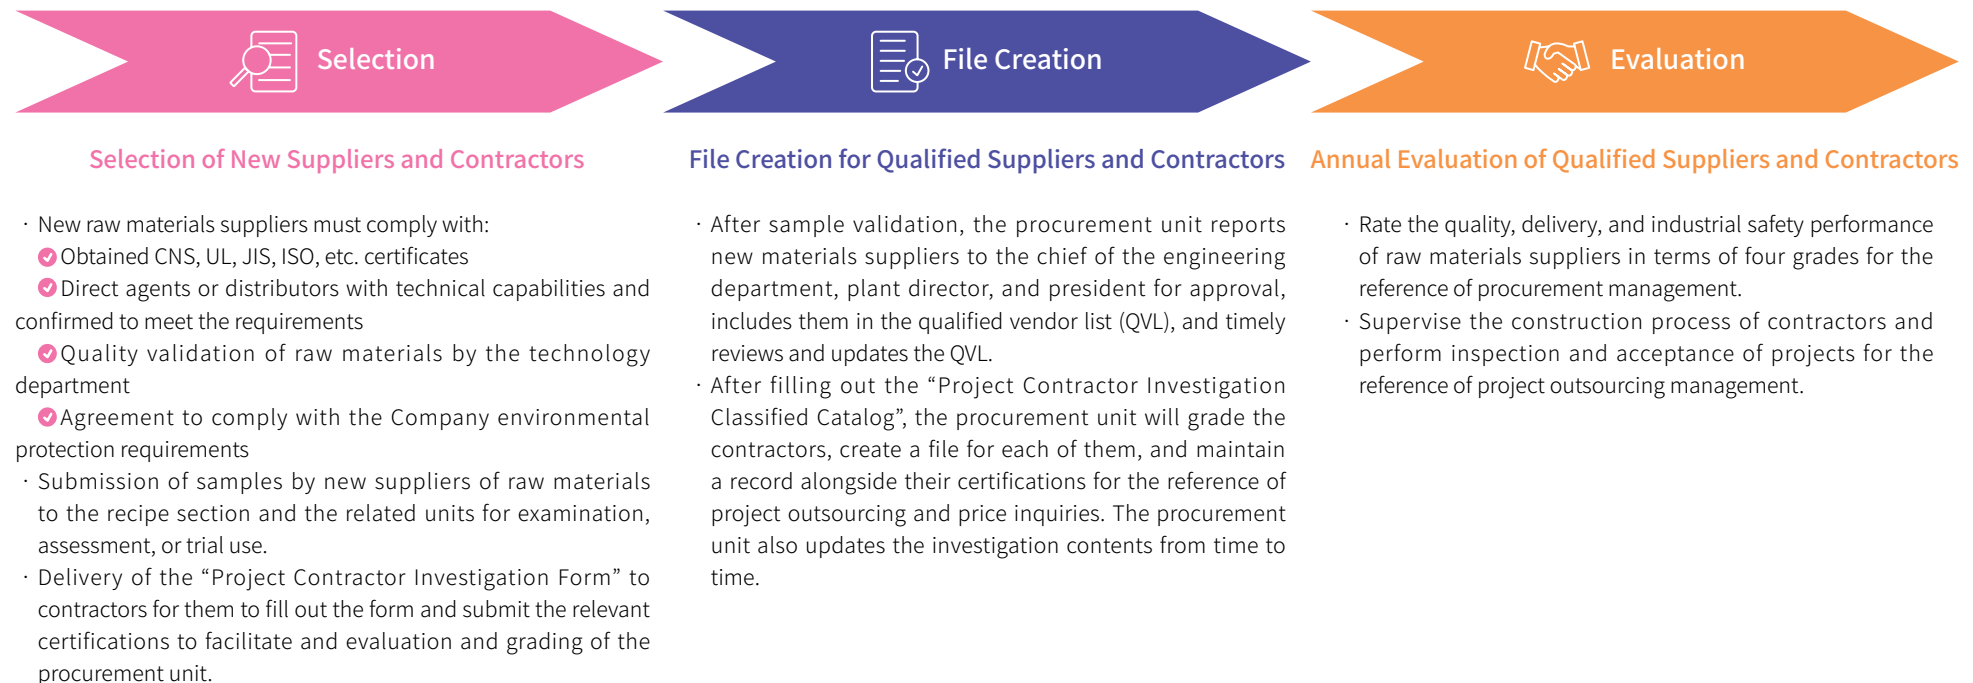 Selection
File Creation
Evaluation
Selection of New Suppliers and Contractors
· New raw materials suppliers must comply with:
Obtained CNS, UL, JIS, ISO, etc. certificates
Direct agents or distributors with technical capabilities and
confirmed to meet the requirements
Quality validation of raw materials by the technology
department
Agreement to comply with the Company environmental
protection requirements
· Submission of samples by new suppliers of raw materials
to the recipe section and the related units for examination,
assessment, or trial use.
· Delivery of the “Project Contractor Investigation Form” to
contractors for them to fill out the form and submit the relevant
certifications to facilitate and evaluation and grading of the
procurement unit.
File Creation for Qualified Suppliers and Contractors
· After sample validation, the procurement unit reports
new materials suppliers to the chief of the engineering
department, plant director, and president for approval,
includes them in the qualified vendor list (QVL), and timely
reviews and updates the QVL.
· After filling out the “Project Contractor Investigation
Classified Catalog”, the procurement unit will grade the
contractors, create a file for each of them, and maintain
a record alongside their certifications for the reference of
project outsourcing and price inquiries. The procurement
unit also updates the investigation contents from time to
time.
Annual Evaluation of Qualified Suppliers and Contractors
· Rate the quality, delivery, and industrial safety performance
of raw materials suppliers in terms of four grades for the
reference of procurement management.
· Supervise the construction process of contractors and
perform inspection and acceptance of projects for the
reference of project outsourcing management.